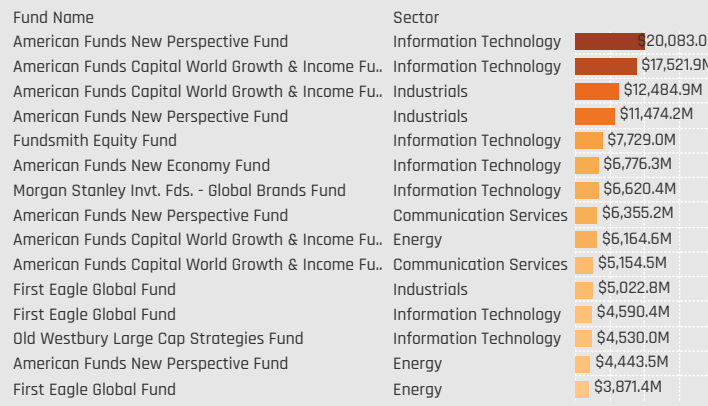 Fund Name Sector
American Funds New Perspective Fund Information Technology $20,083.0
American Funds Capital World Growth & Income Fu.. Information Technology $17,521.9M
American Funds Capital World Growth & Income Fu.. Industrials $12,484.9M
American Funds New Perspective Fund Industrials $11,474.2M
Fundsmith Equity Fund Information Technology $7,729.0M
American Funds New Economy Fund Information Technology $6,776.3M
Morgan Stanley Invt. Fds. - Global Brands Fund Information Technology $6,620.4M
American Funds New Perspective Fund Communication Services $6,355.2M
American Funds Capital World Growth & Income Fu.. Energy $6,164.6M
American Funds Capital World Growth & Income Fu.. Communication Services $5,154.5M
First Eagle Global Fund Industrials $5,022.8M
First Eagle Global Fund Information Technology $4,590.4M
Old Westbury Large Cap Strategies Fund Information Technology $4,530.0M
American Funds New Perspective Fund Energy $4,443.5M
First Eagle Global Fund Energy $3,871.4M